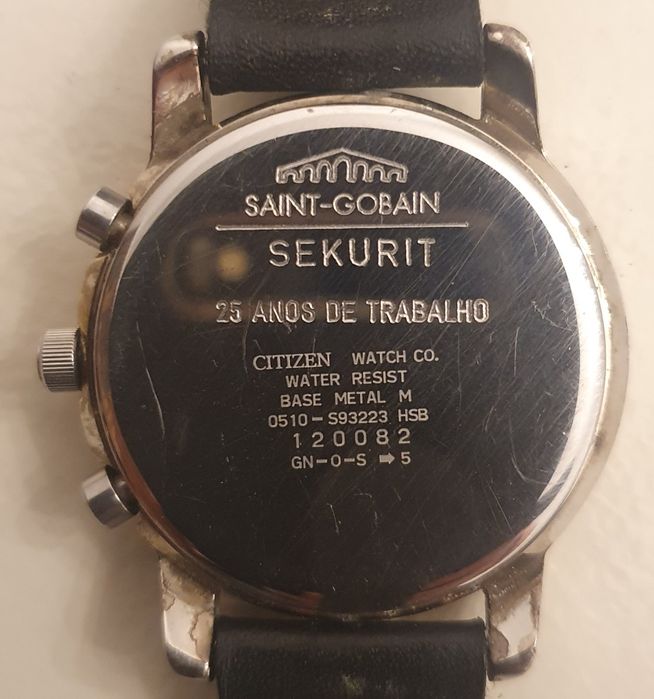 SAINT-GOBAIN
SEKURIT
25 ANOS DE TRABALHO
CITIZEN WATCH CO.
WATER RESIST
BASE METAL M
0510-S93223 HSB
120082
GN-0-S ➡5